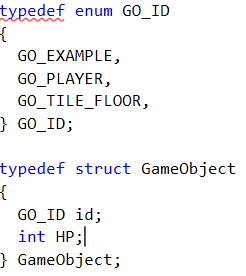 typedef enum GO_ID
{
  GO_EXAMPLE,
  GO_PLAYER,
  GO_TILE_FLOOR,
} GO_ID;

typedef struct GameObject
{
  GO_ID id;
  int HP;
} GameObject;